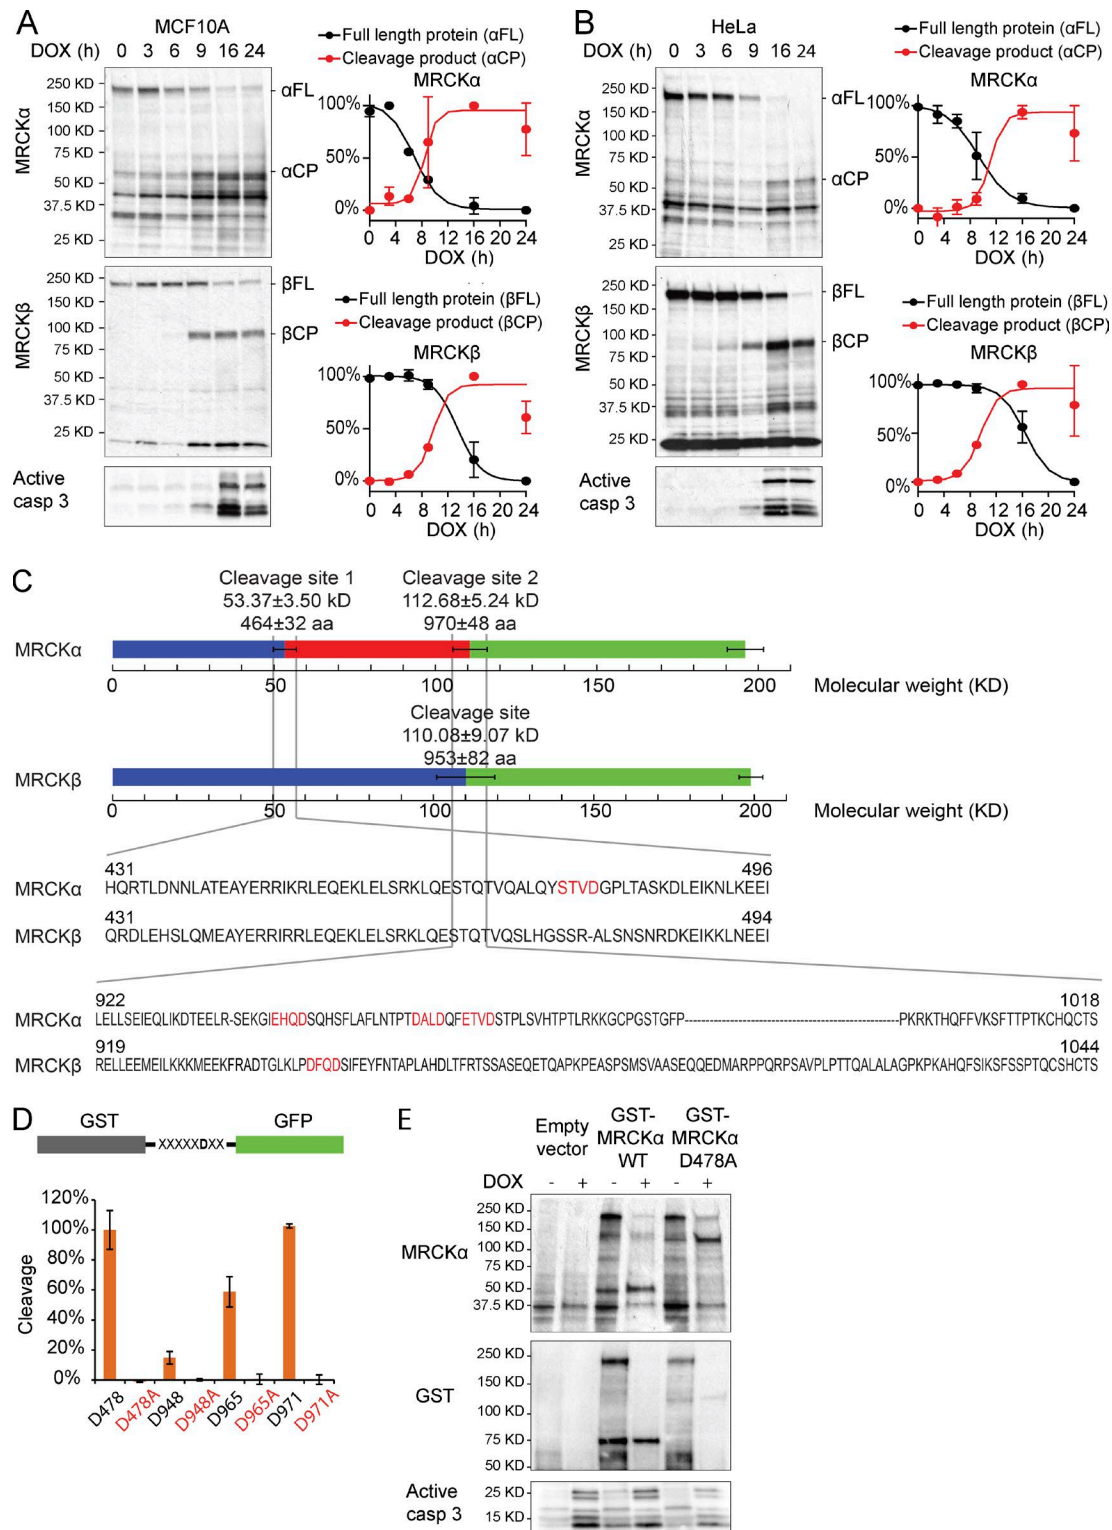 A
MCF10A
DOX (h) 0 3 6 9 16 24
MRCKα
250 KD
150 KD
100 KD
75 KD
50 KD
37.5 KD
25 KD
αFL
αCP
Full length protein (αFL)
Cleavage product (αCP)
MRCKα
100%
50%
0%
0 4 8 12 16 20 24
DOX (h)
MRCKβ
250 KD
150 KD
100 KD
75 KD
50 KD
37.5 KD
25 KD
βFL
βCP
Full length protein (βFL)
Cleavage product (βCP)
MRCKβ
100%
50%
0%
0 4 8 12 16 20 24
DOX (h)
Active
casp 3
B
HeLa
DOX (h) 0 3 6 9 16 24
MRCKα
250 KD
150 KD
100 KD
75 KD
50 KD
37.5 KD
25 KD
αFL
αCP
Full length protein (αFL)
Cleavage product (αCP)
MRCKα
100%
50%
0%
0 4 8 12 16 20 24
DOX (h)
MRCKβ
250 KD
150 KD
100 KD
75 KD
50 KD
37.5 KD
25 KD
βFL
βCP
Full length protein (βFL)
Cleavage product (βCP)
MRCKβ
100%
50%
0%
0 4 8 12 16 20 24
DOX (h)
Active
casp 3
C
Cleavage site 1
53.37±3.50 kD
464±32 aa
Cleavage site 2
112.68±5.24 kD
970±48 aa
MRCKα
0 50 100 150 200 Molecular weight (KD)
Cleavage site
110.08±9.07 kD
953±82 aa
MRCKβ
0 50 100 150 200 Molecular weight (KD)
431 496
MRCKα HQRTLDNNLATEAYERRIKRLEQEKLELSRKLQESTQTVQALQYSTVDGPLTASKDLEIKNLKEEI
431 494
MRCKβ QRDLEHSLQMEAYERRIRRLEQEKLELSRKLQESTQTVQSLHGSSR-ALSNSNRDKEIKKLNEEI
922 1018
MRCKα LELLSEIEQLIKDTEELR-SEKGIEHQDSQHSFLAFLNTPTDALDQFETVDSTPLSVHTPTLRKKGCPGSTGFP------------------------------PKRKTHQFFVKSFTTPTKCHQCTS
919 1044
MRCKβ RELLEEMEILKKKMEEKFRADTGLKLPDFQDSIFEYFNTAPLAHDLTFRTSSASEQETQAPKPEASPSMSVAASEQQEDMARPPQRPSAVPLPTTQALALAGPKPKAHQFSIKSFSSPTQCSHCTS
D
GST XXXXXDXX GFP
Cleavage
120%
100%
80%
60%
40%
20%
0%
D478 D478A D948 D948A D965 D965A D971 D971A
E
Empty
vector
GST-
MRCKα
WT
GST-
MRCKα
D478A
DOX - + - + - +
MRCKα
250 KD
150 KD
100 KD
75 KD
50 KD
37.5 KD
GST
250 KD
150 KD
100 KD
75 KD
50 KD
Active
casp 3
25 KD
15 KD